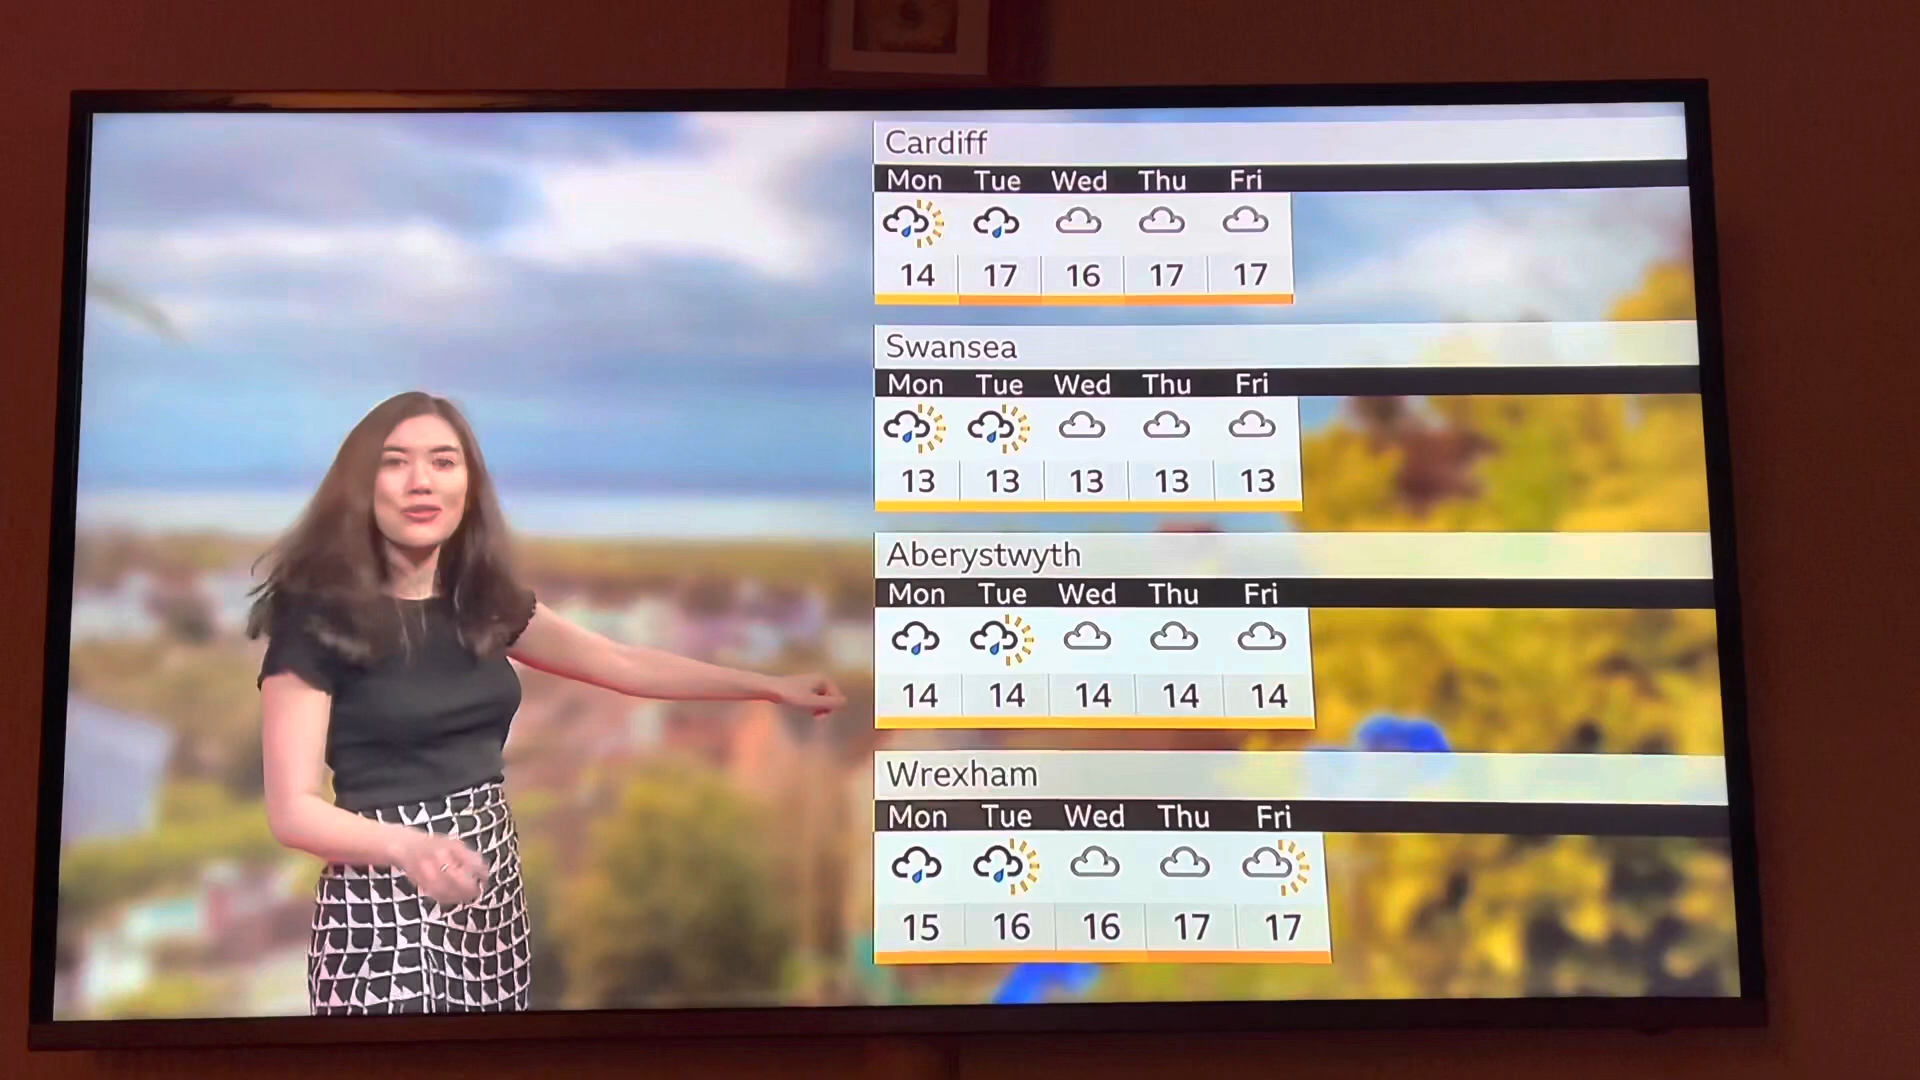 Cardiff
Mon Tue Wed Thu Fri
14 17 16 17 17
Swansea
Mon Tue Wed Thu Fri
13 13 13 13 13
Aberystwyth
Mon Tue Wed Thu Fri
14 14 14 14 14
Wrexham
Mon Tue Wed Thu Fri
15 16 16 17 17